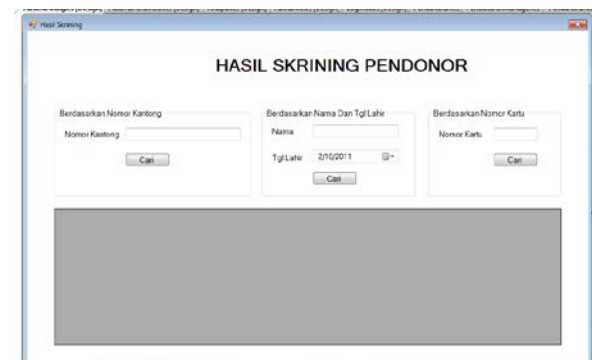 Hasil Skrining
HASIL SKRINING PENDONOR
Berdasarkan Nomor Kantong
Nomor Kantong
Cari
Berdasarkan Nama Dan Tgl Lahir
Nama
Tgl Lahir 2/10/2011
Cari
Berdasarkan Nomor Kartu
Nomor Kartu
Cari